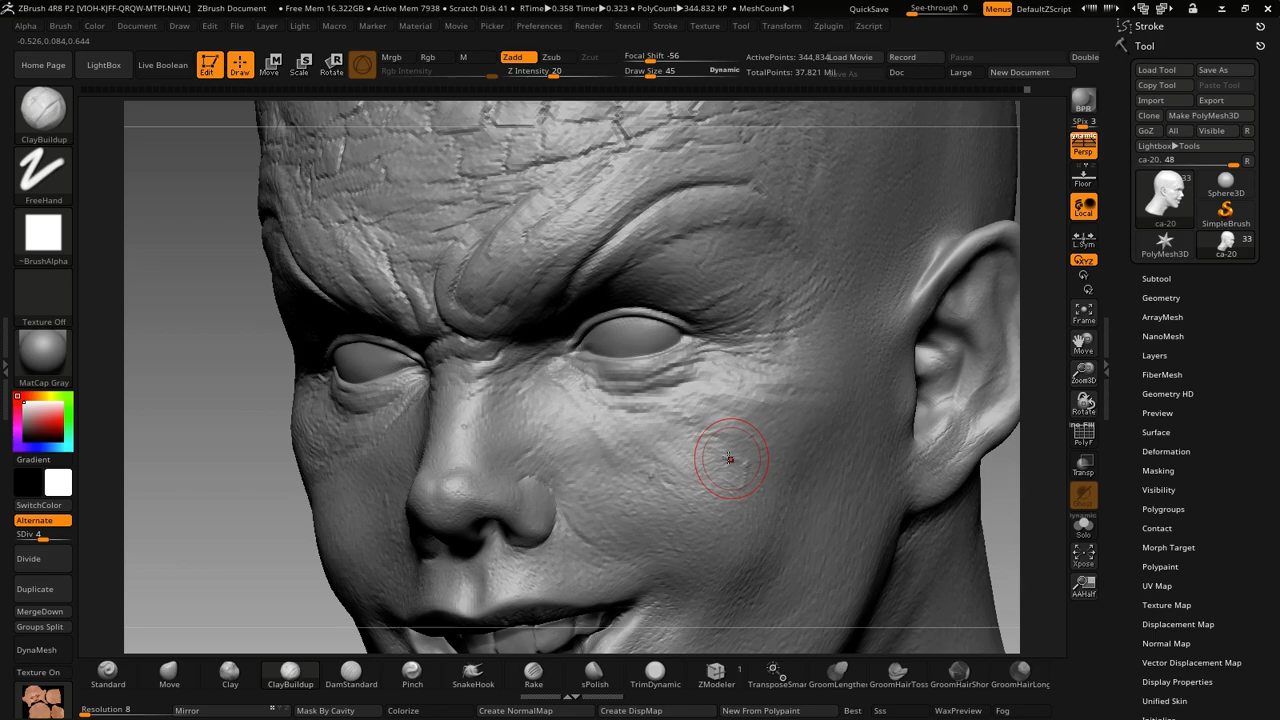 ZBrush 4R8 P2 [VIOH-KJFF-QRQW-MTPI-NHVL]  ZBrush Document  • Free Mem 16.322GB • Active Mem 7938 • Scratch Disk 41 • RTime▶0.358 Timer▶0.323 • PolyCount▶344.832 KP • MeshCount▶1
QuickSave
See-through 0
Menus
DefaultZScript
Alpha Brush Color Document Draw Edit File Layer Light Macro Marker Material Movie Picker Preferences Render Stencil Stroke Texture Tool Transform Zplugin Zscript
-0.526,0.084,0.644
Home Page
LightBox
Live Boolean
Edit
Draw
Move
Scale
Rotate
Mrgb Rgb M
Rgb Intensity
Zadd Zsub Zcut
Z Intensity 20
Focal Shift -56
Draw Size 45 Dynamic
ActivePoints: 344,834
TotalPoints: 37.821 Mil
Load Movie Record Pause Double
Save As Doc Large New Document
ClayBuildup
FreeHand
~BrushAlpha
Texture Off
MatCap Gray
Gradient
SwitchColor
Alternate
SDiv 4
Divide
Duplicate
MergeDown
Groups Split
DynaMesh
Texture On
BPR
SPix 3
Persp
Floor
Local
L.Sym
XYZ
Frame
Move
Zoom3D
Rotate
PolyF
Transp
Solo
Xpose
AAHalf
Stroke
Tool
Load Tool Save As
Copy Tool Paste Tool
Import Export
Clone Make PolyMesh3D
GoZ All Visible R
Lightbox▶Tools
ca-20. 48 R
33
ca-20
Sphere3D
SimpleBrush
PolyMesh3D
33
ca-20
Subtool
Geometry
ArrayMesh
NanoMesh
Layers
FiberMesh
Geometry HD
Preview
Surface
Deformation
Masking
Visibility
Polygroups
Contact
Morph Target
Polypaint
UV Map
Texture Map
Displacement Map
Normal Map
Vector Displacement Map
Display Properties
Unified Skin
Standard Move Clay ClayBuildup DamStandard Pinch SnakeHook Rake sPolish TrimDynamic ZModeler 1 TransposeSmar GroomLengthen GroomHairToss GroomHairShor GroomHairLong
Resolution 8 Mirror Mask By Cavity Colorize Create NormalMap Create DispMap New From Polypaint Best Sss WaxPreview Fog